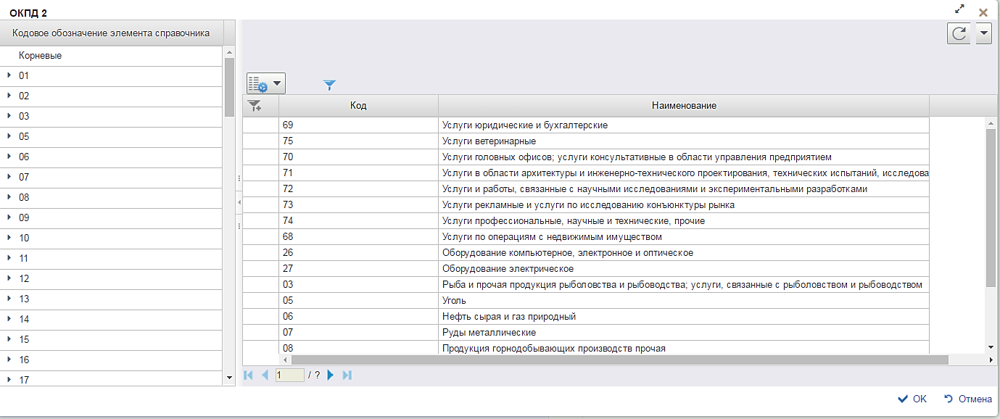 ОКПД 2
Кодовое обозначение элемента справочника
Корневые
01
02
03
05
06
07
08
09
10
11
12
13
14
15
16
17
Код Наименование
69 Услуги юридические и бухгалтерские
75 Услуги ветеринарные
70 Услуги головных офисов; услуги консультативные в области управления предприятием
71 Услуги в области архитектуры и инженерно-технического проектирования, технических испытаний, исследова
72 Услуги и работы, связанные с научными исследованиями и экспериментальными разработками
73 Услуги рекламные и услуги по исследованию конъюнктуры рынка
74 Услуги профессиональные, научные и технические, прочие
68 Услуги по операциям с недвижимым имуществом
26 Оборудование компьютерное, электронное и оптическое
27 Оборудование электрическое
03 Рыба и прочая продукция рыболовства и рыбоводства; услуги, связанные с рыболовством и рыбоводством
05 Уголь
06 Нефть сырая и газ природный
07 Руды металлические
08 Продукция горнодобывающих производств прочая
1 / ?
OK Отмена